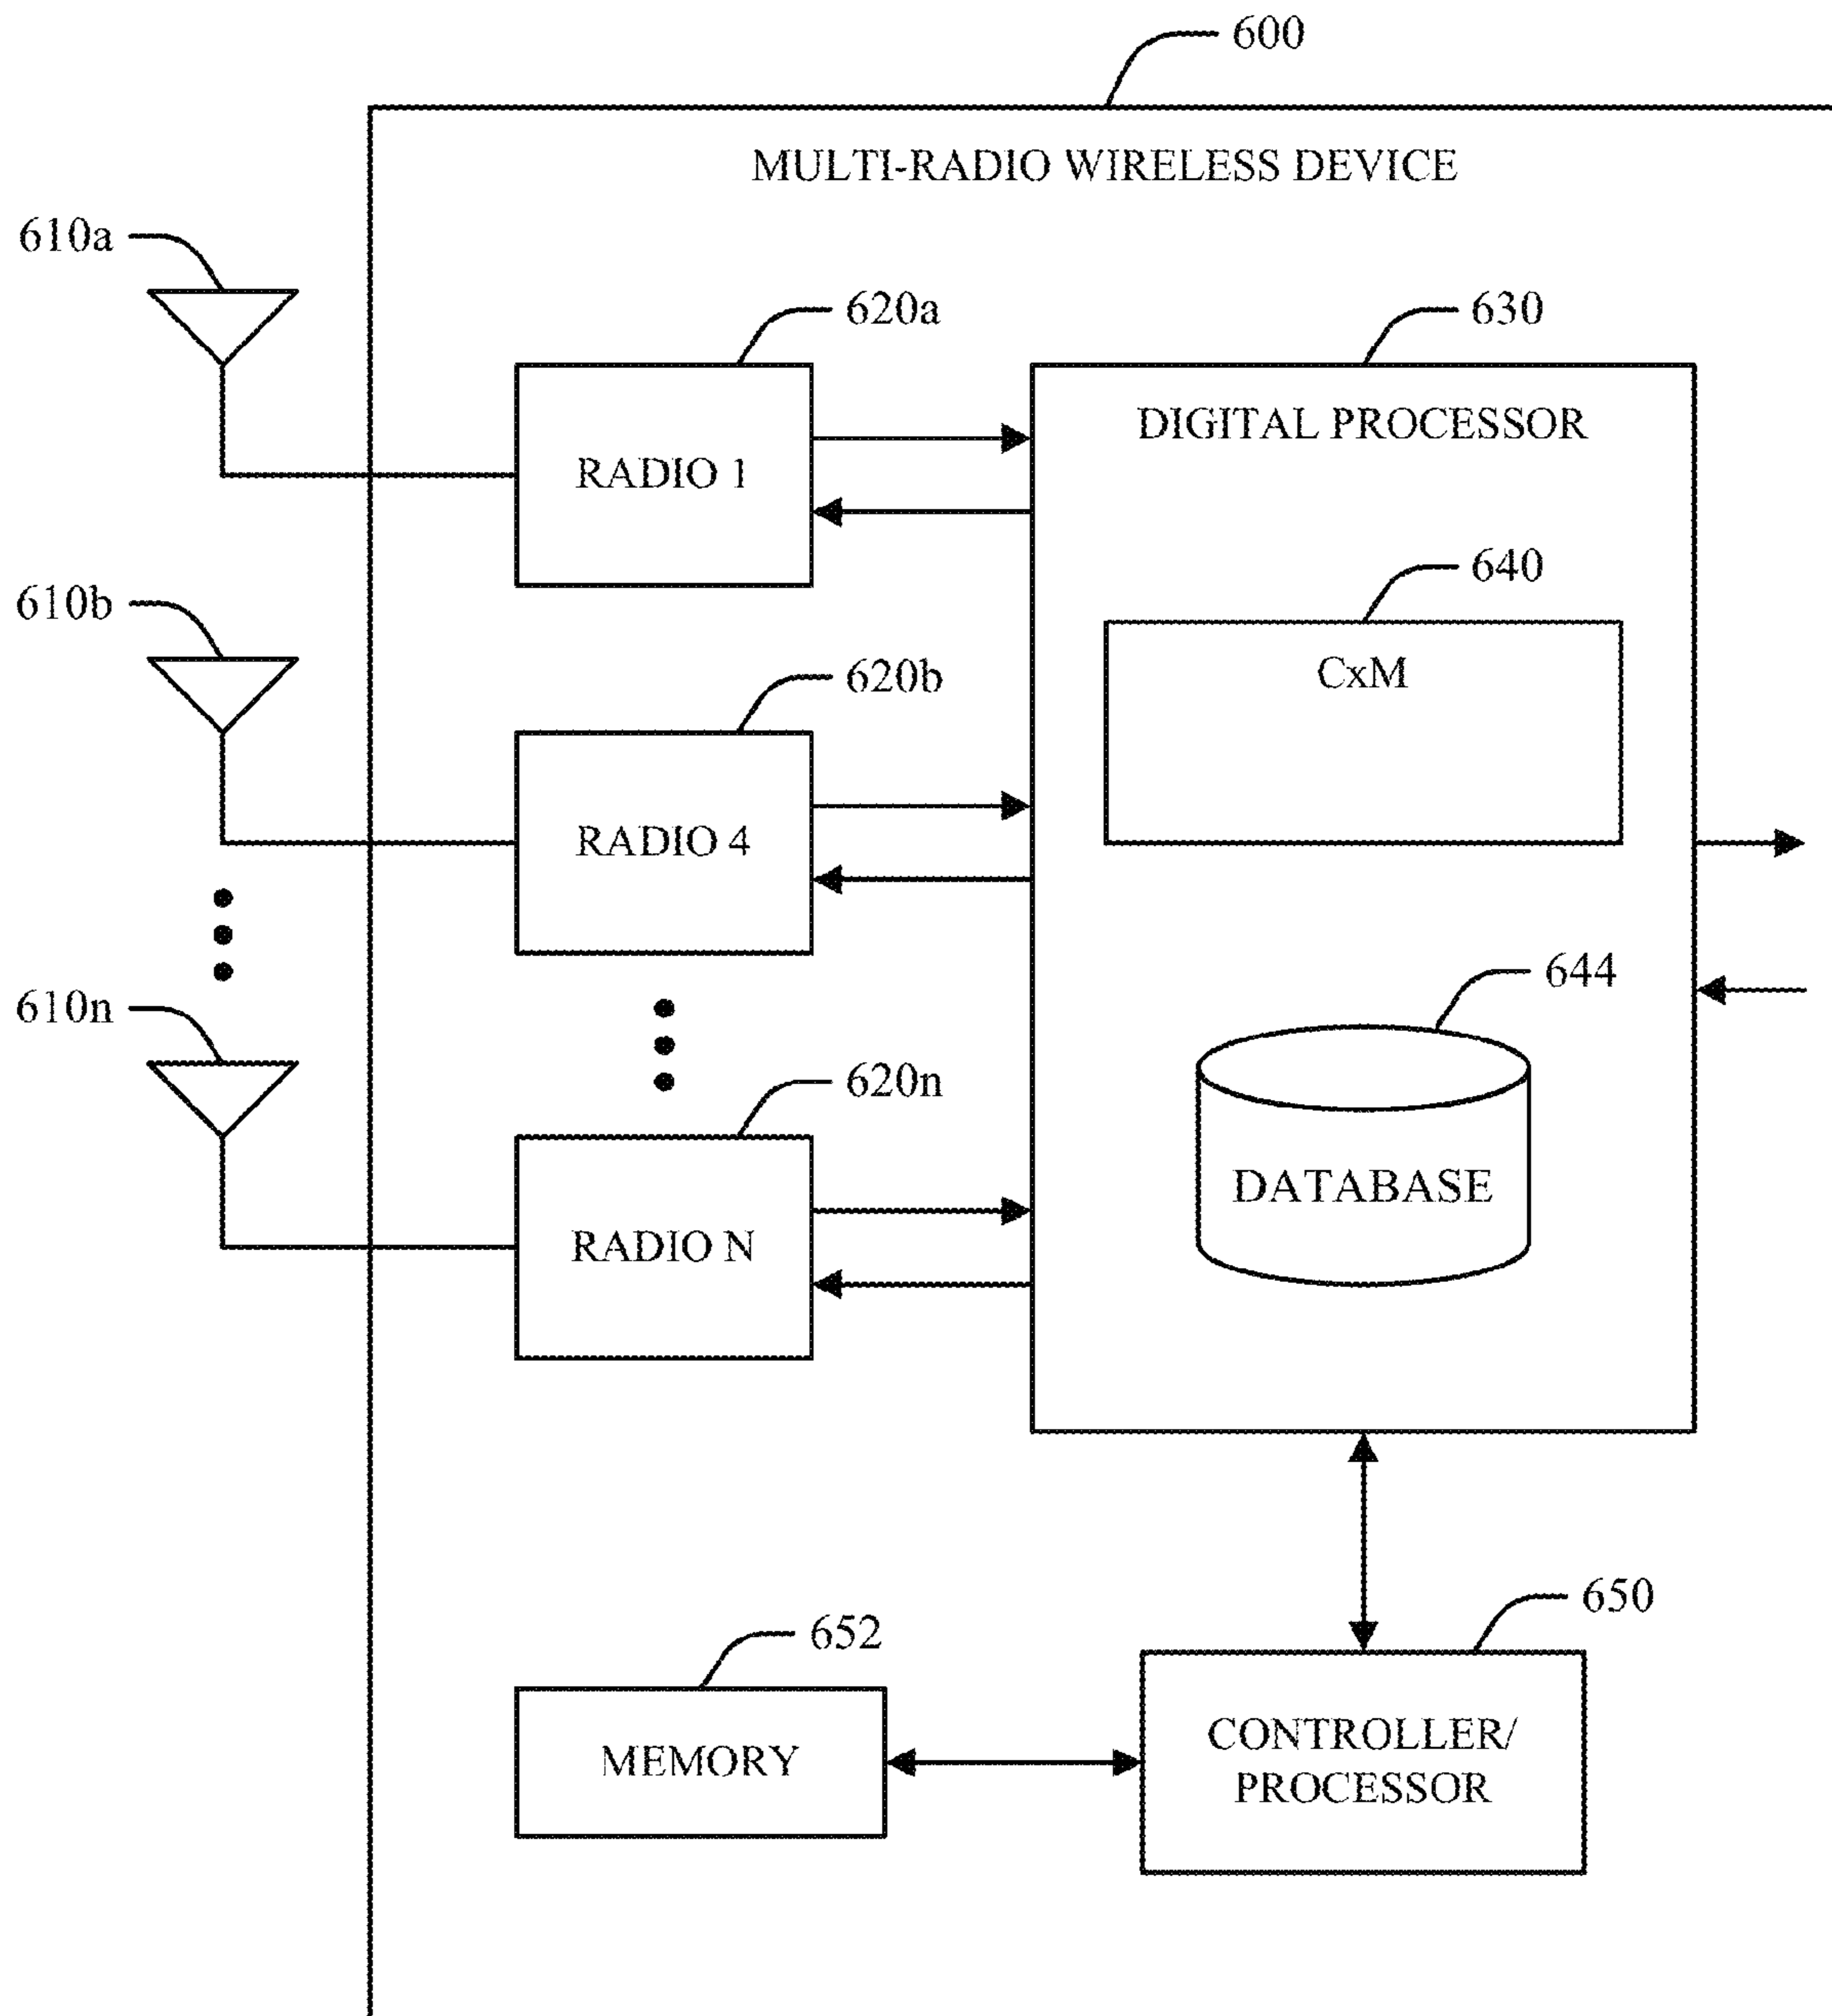 600
MULTI-RADIO WIRELESS DEVICE
610a
620a
630
DIGITAL PROCESSOR
RADIO 1
640
610b
620b
CxM
RADIO 4
644
610n
620n
DATABASE
RADIO N
650
652
MEMORY
CONTROLLER/
PROCESSOR